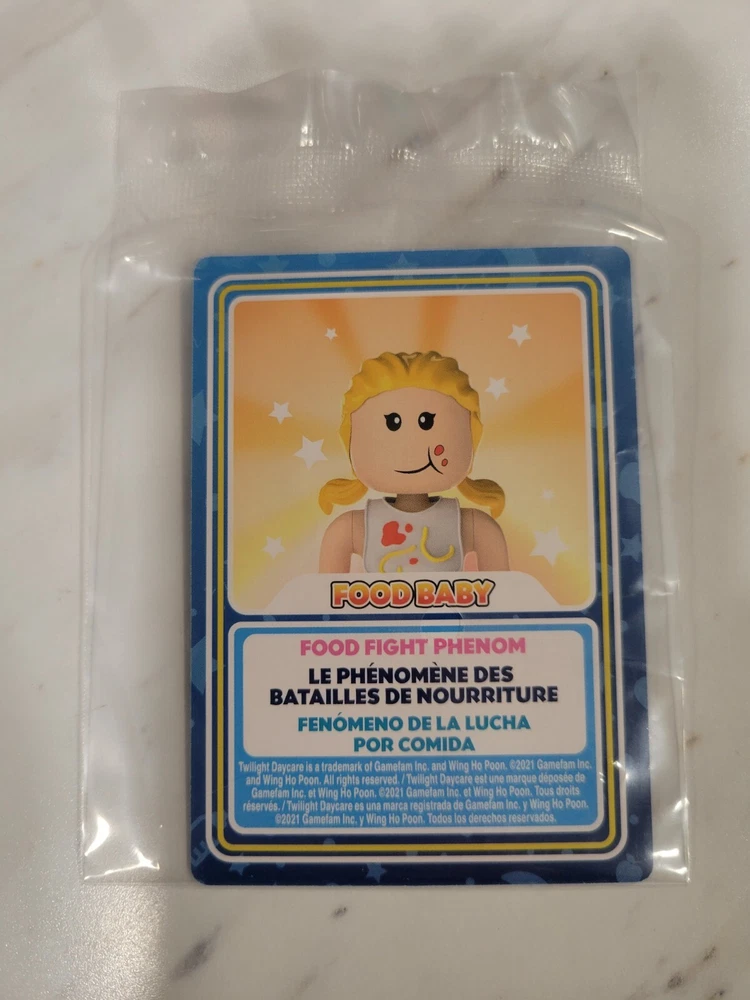 FOOD BABY
FOOD FIGHT PHENOM
LE PHÉNOMÈNE DES
BATAILLES DE NOURRITURE
FENÓMENO DE LA LUCHA
POR COMIDA
Twilight Daycare is a trademark of Gamefam Inc. and Wing Ho Poon. ©2021 Gamefam Inc.
and Wing Ho Poon. All rights reserved. / Twilight Daycare est une marque déposée de
Gamefam Inc. et Wing Ho Poon. ©2021 Gamefam Inc. et Wing Ho Poon. Tous droits
réservés. / Twilight Daycare es una marca registrada de Gamefam Inc. y Wing Ho Poon.
©2021 Gamefam Inc. y Wing Ho Poon. Todos los derechos reservados.